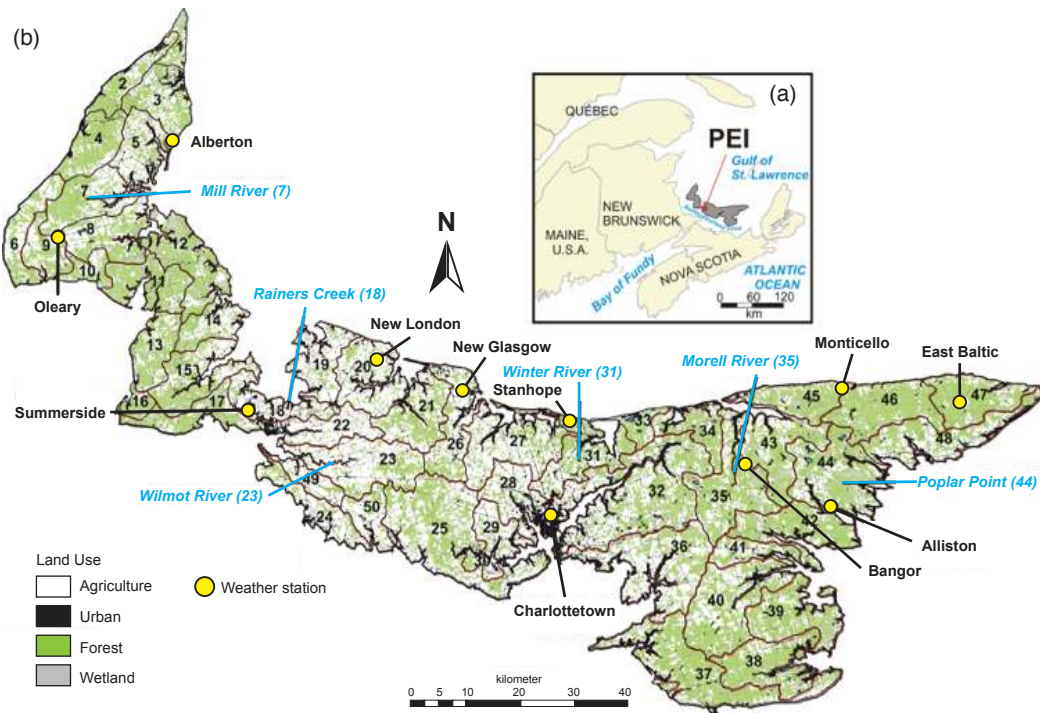 (b)
(a)
QUÉBEC
PEI
Gulf of
St. Lawrence
NEW
BRUNSWICK
MAINE,
U.S.A.
NOVA SCOTIA
Bay of Fundy
ATLANTIC
OCEAN
0 60 120
km
N
Alberton
Mill River (7)
Oleary
Rainers Creek (18)
New London
New Glasgow
Stanhope
Winter River (31)
Morell River (35)
Monticello
East Baltic
Summerside
Wilmot River (23)
Poplar Point (44)
Alliston
Bangor
Charlottetown
1
2
3
4
5
7
6
9
8
10
12
11
14
13
15
16
17
18
19
20
21
22
23
49
24
50
25
26
27
28
29
30
31
33
34
32
35
36
43
44
45
46
47
48
42
41
40
39
38
37
Land Use
Agriculture
Urban
Forest
Wetland
Weather station
kilometer
0 5 10 20 30 40